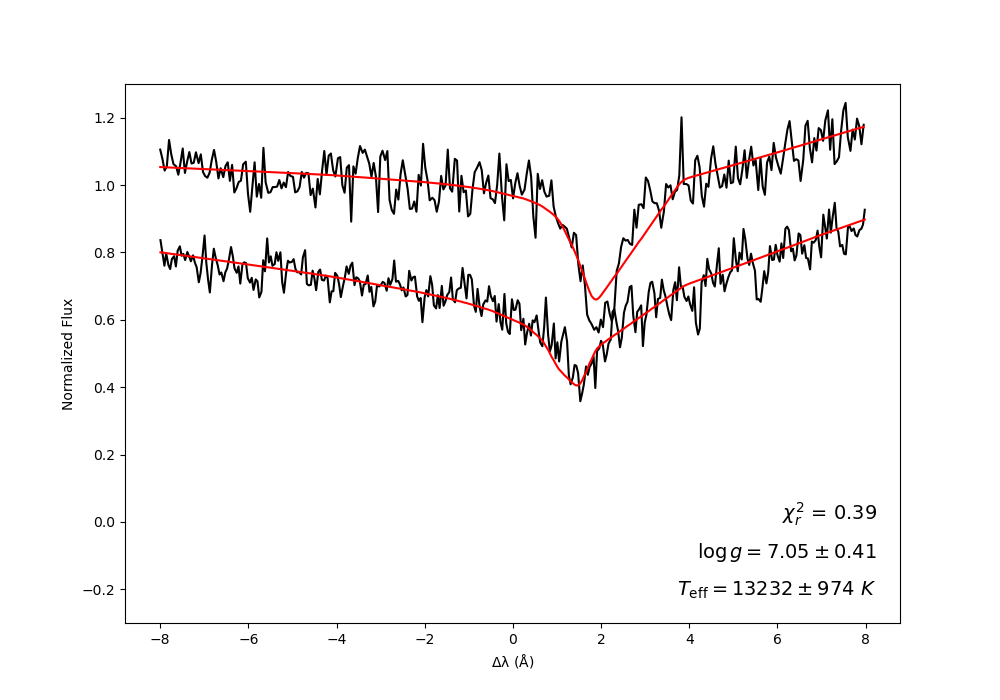 1.2
1.0
0.8
0.6
0.4
0.2
0.0
−0.2
Normalized Flux
χ²ᵣ = 0.39
log g = 7.05 ± 0.41
T_eff = 13232 ± 974 K
−8 −6 −4 −2 0 2 4 6 8
Δλ (Å)